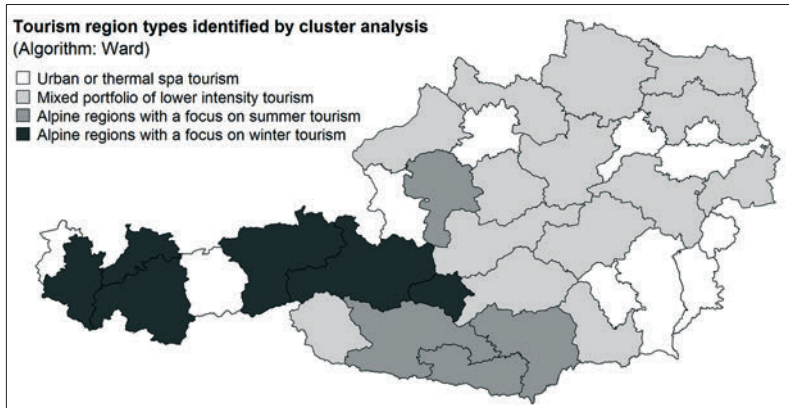 Tourism region types identified by cluster analysis
(Algorithm: Ward)
Urban or thermal spa tourism
Mixed portfolio of lower intensity tourism
Alpine regions with a focus on summer tourism
Alpine regions with a focus on winter tourism